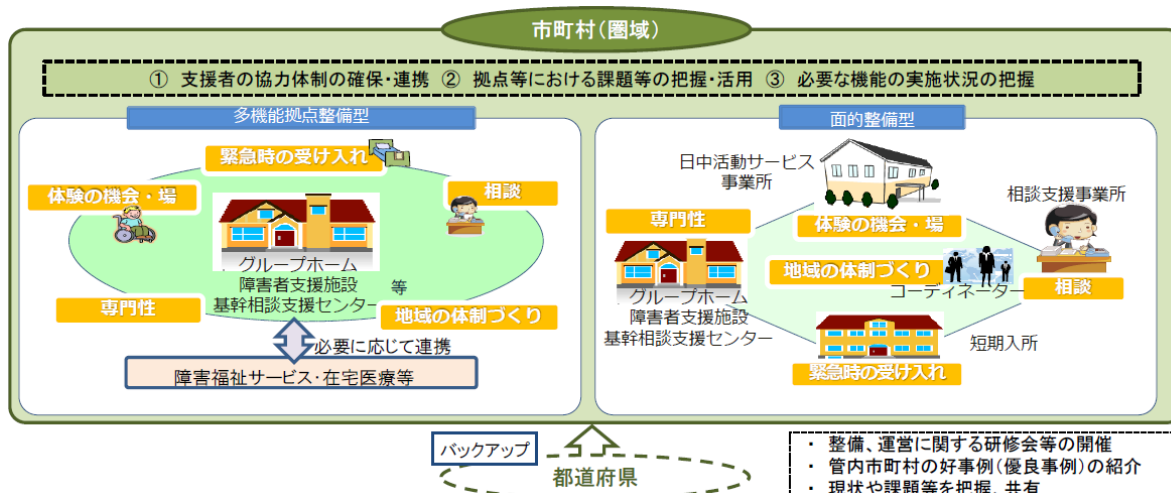 市町村(圏域)
① 支援者の協力体制の確保・連携 ② 拠点等における課題等の把握・活用 ③ 必要な機能の実施状況の把握
多機能拠点整備型
緊急時の受け入れ
体験の機会・場
相談
グループホーム
障害者支援施設
基幹相談支援センター
等
専門性
地域の体制づくり
必要に応じて連携
障害福祉サービス・在宅医療等
面的整備型
日中活動サービス
事業所
相談支援事業所
専門性
体験の機会・場
地域の体制づくり
コーディネーター
相談
グループホーム
障害者支援施設
基幹相談支援センター
短期入所
緊急時の受け入れ
バックアップ
都道府県
・ 整備、運営に関する研修会等の開催
・ 管内市町村の好事例(優良事例)の紹介
・ 現状や課題等を把握、共有